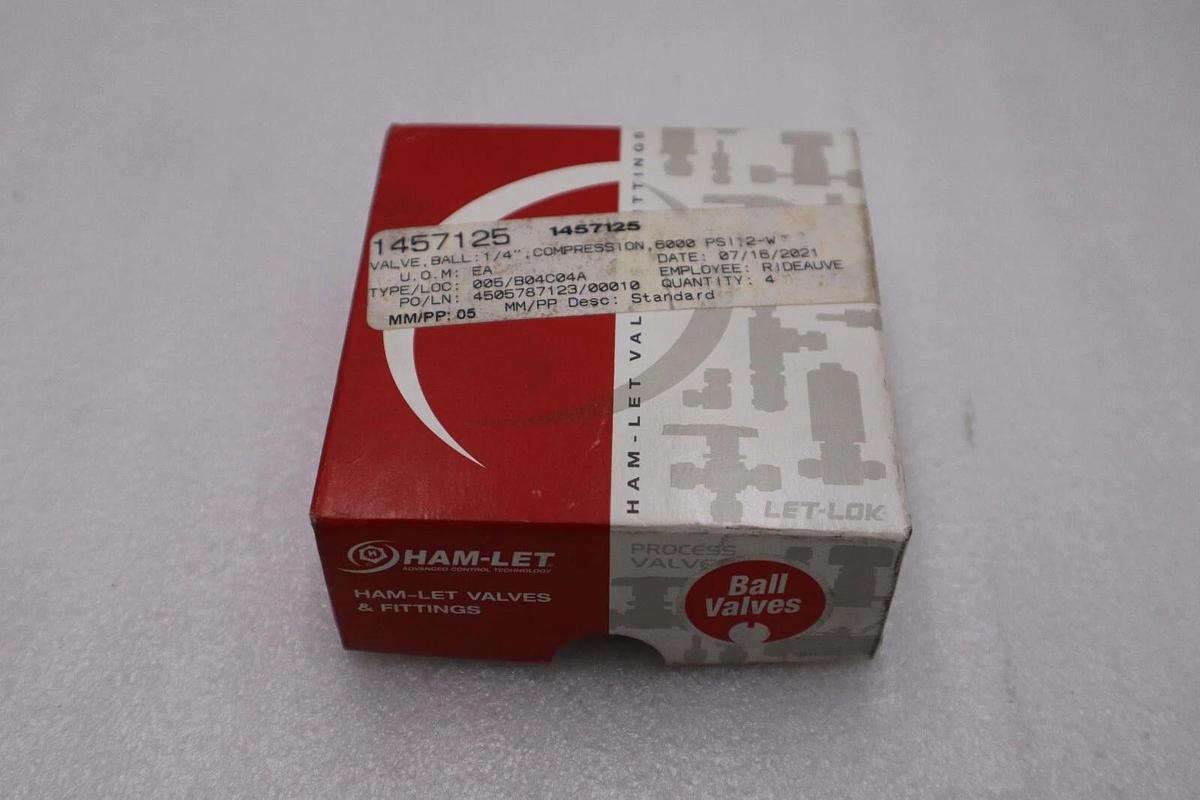 1457125 1457125
VALVE,BALL:1/4",COMPRESSION,6000 PSI,2-W
U.O.M: EA DATE: 07/16/2021
TYPE/LOC: 005/B04C04A EMPLOYEE: RIDEAUVE
PO/LN: 4505787123/00010 QUANTITY: 4
MM/PP: 05 MM/PP Desc: Standard
HAM-LET VAL ITTINGS
LET-LOK
HAM-LET
ADVANCED CONTROL TECHNOLOGY
HAM-LET VALVES
& FITTINGS
PROCESS
VALVE
Ball
Valves